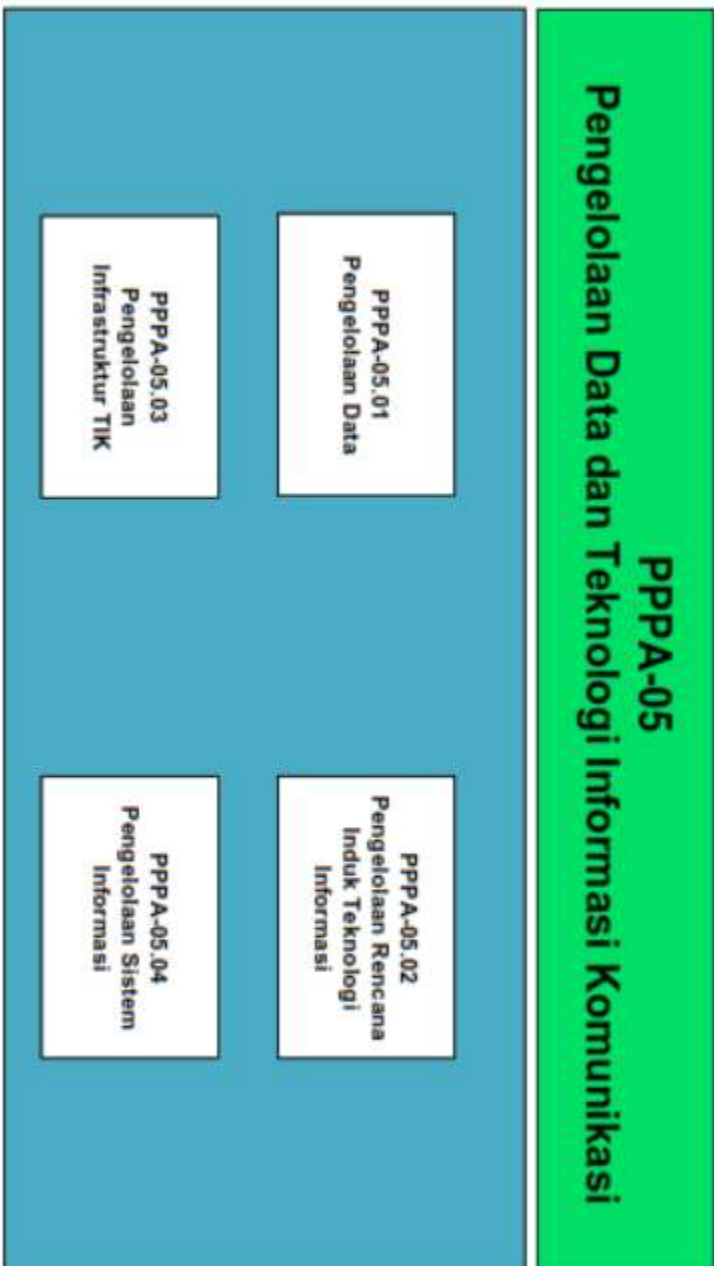 PPPA-05
Pengelolaan Data dan Teknologi Informasi Komunikasi
PPPA-05.01
Pengelolaan Data
PPPA-05.02
Pengelolaan Rencana
Induk Teknologi
Informasi
PPPA-05.03
Pengelolaan
Infrastruktur TIK
PPPA-05.04
Pengelolaan Sistem
Informasi